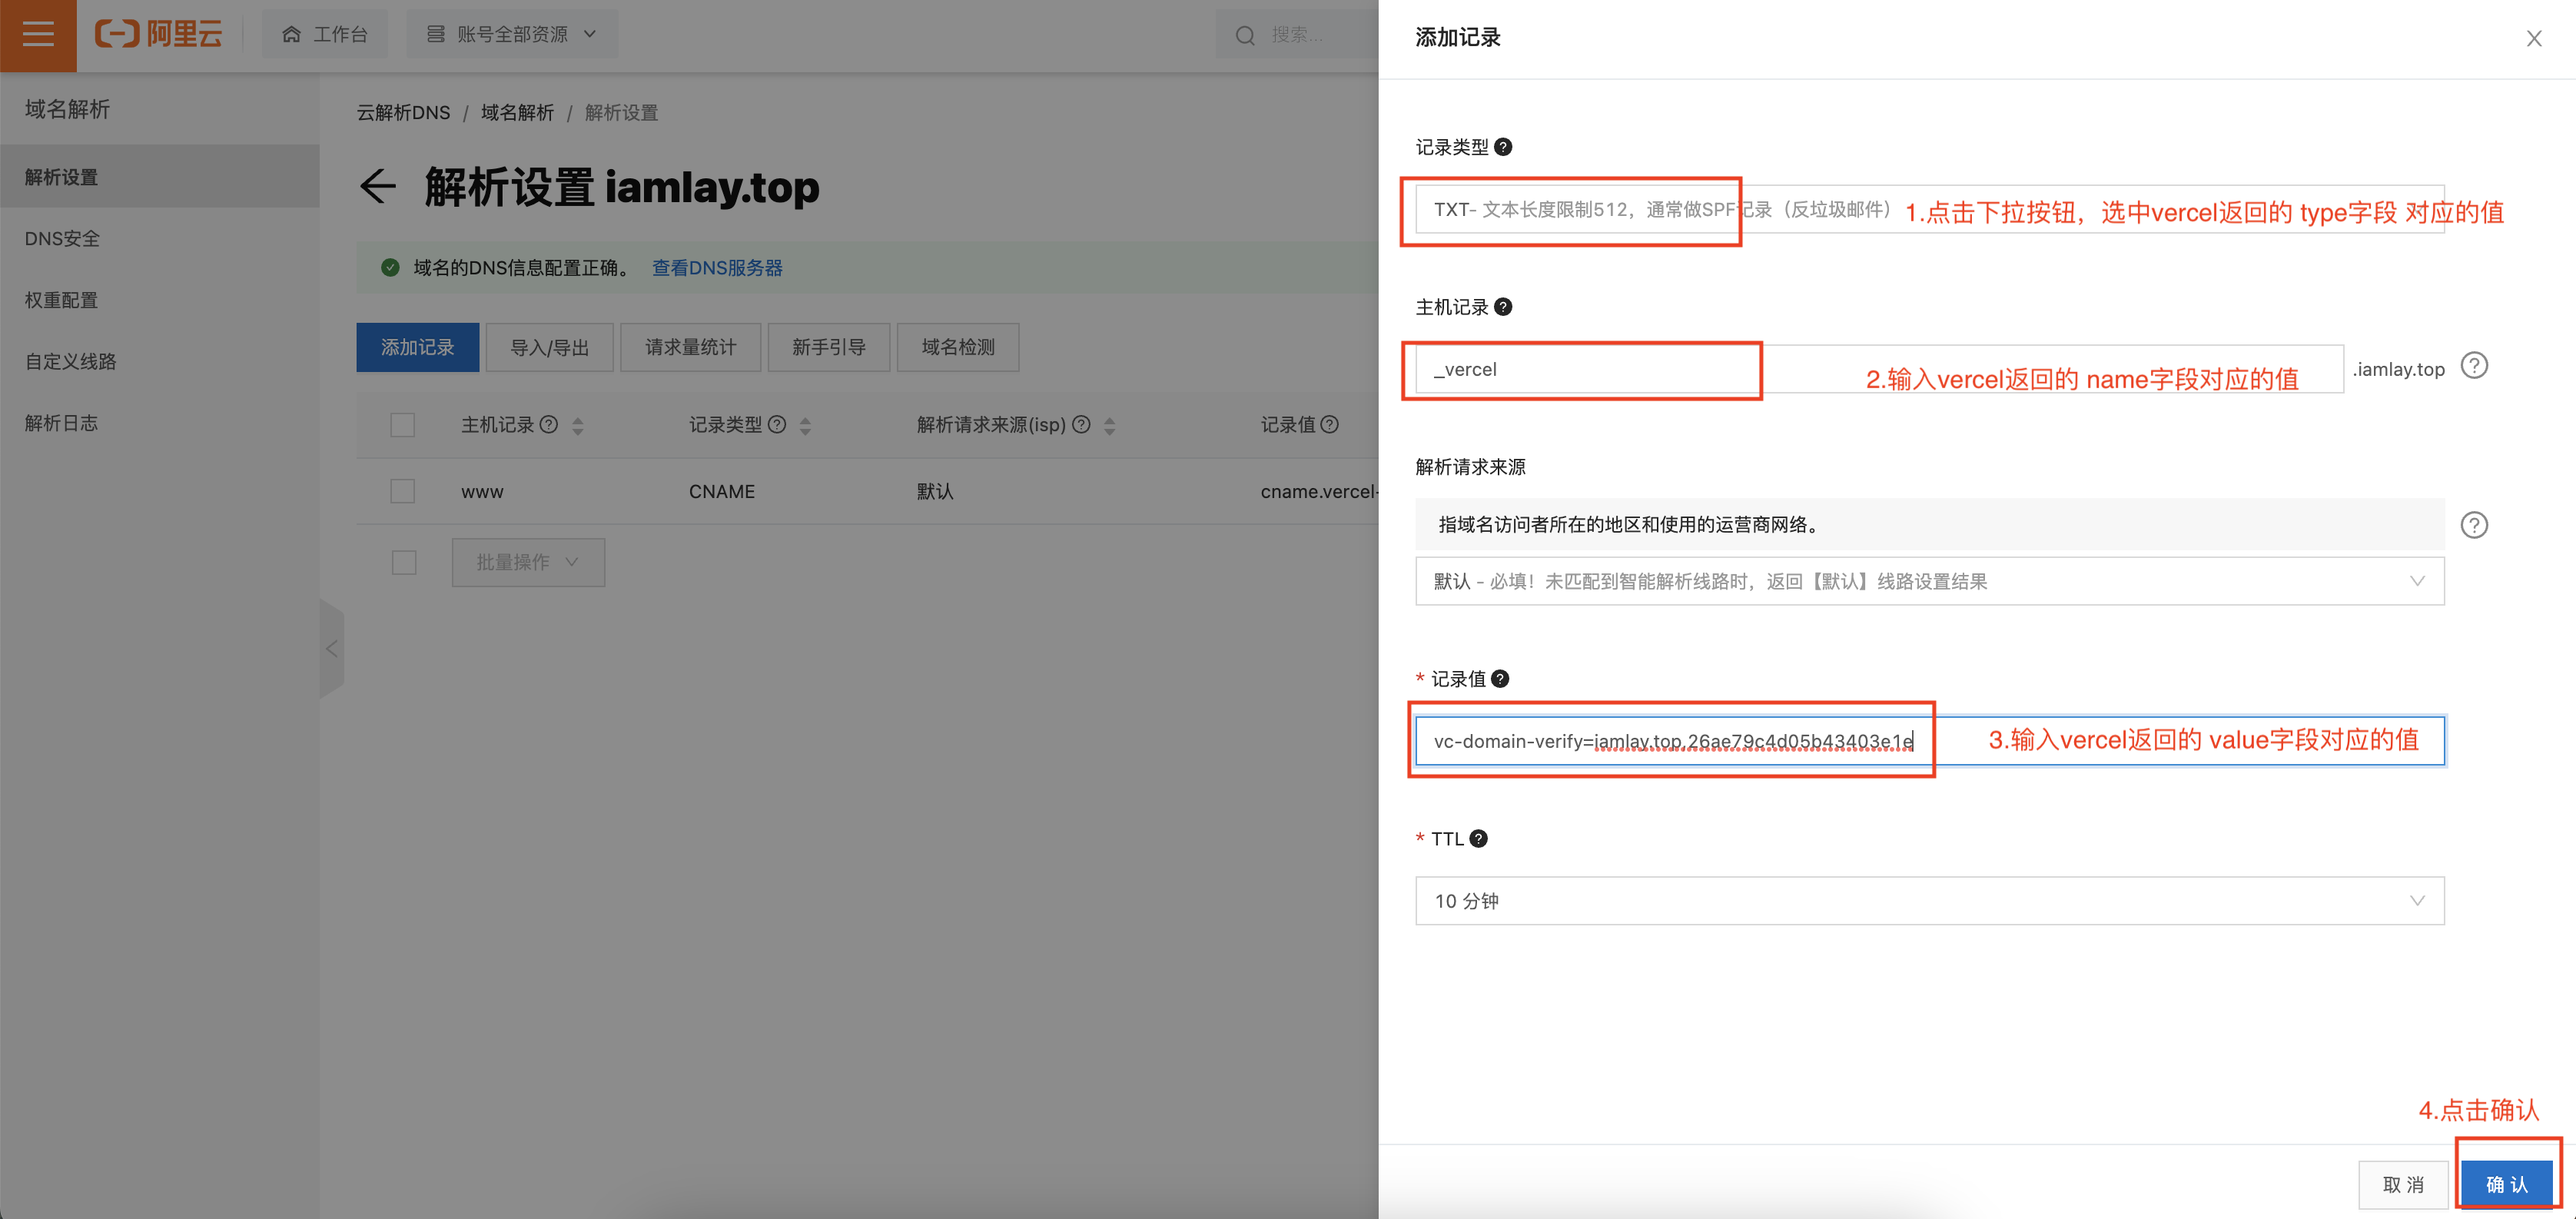 阿里云
工作台
账号全部资源
搜索...
域名解析
解析设置
DNS安全
权重配置
自定义线路
解析日志
云解析DNS / 域名解析 / 解析设置
解析设置 iamlay.top
域名的DNS信息配置正确。 查看DNS服务器
添加记录 导入/导出 请求量统计 新手引导 域名检测
主机记录 记录类型 解析请求来源(isp) 记录值
www CNAME 默认 cname.vercel-
批量操作
添加记录
记录类型
TXT- 文本长度限制512，通常做SPF记录（反垃圾邮件）
1.点击下拉按钮，选中vercel返回的 type字段 对应的值
主机记录
_vercel
2.输入vercel返回的 name字段对应的值
.iamlay.top
解析请求来源
指域名访问者所在的地区和使用的运营商网络。
默认 - 必填！未匹配到智能解析线路时，返回【默认】线路设置结果
* 记录值
vc-domain-verify=iamlay.top,26ae79c4d05b43403e1e
3.输入vercel返回的 value字段对应的值
* TTL
10 分钟
4.点击确认
取 消
确 认